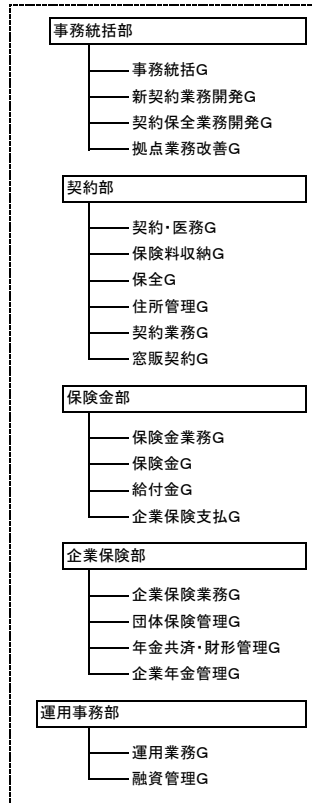 事務統括部
事務統括G
新契約業務開発G
契約保全業務開発G
拠点業務改善G
契約部
契約・医務G
保険料収納G
保全G
住所管理G
契約業務G
窓販契約G
保険金部
保険金業務G
保険金G
給付金G
企業保険支払G
企業保険部
企業保険業務G
団体保険管理G
年金共済・財形管理G
企業年金管理G
運用事務部
運用業務G
融資管理G